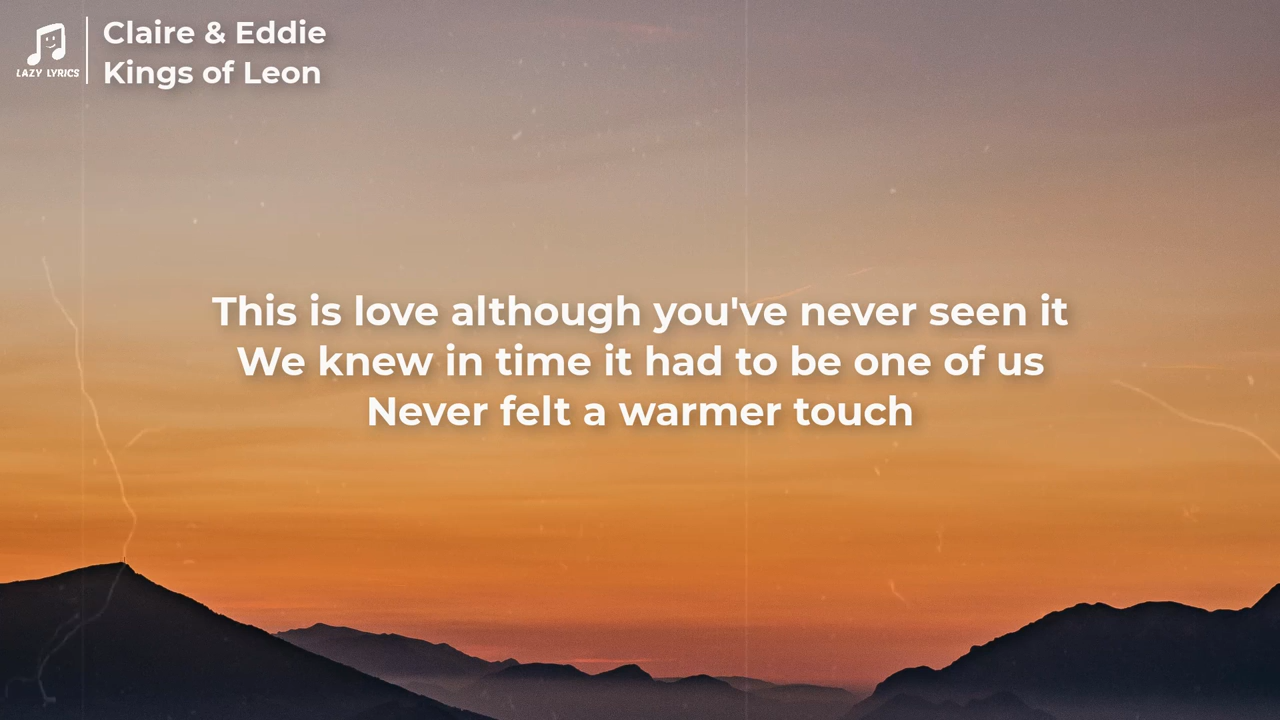 LAZY LYRICS
Claire & Eddie
Kings of Leon
This is love although you've never seen it
We knew in time it had to be one of us
Never felt a warmer touch